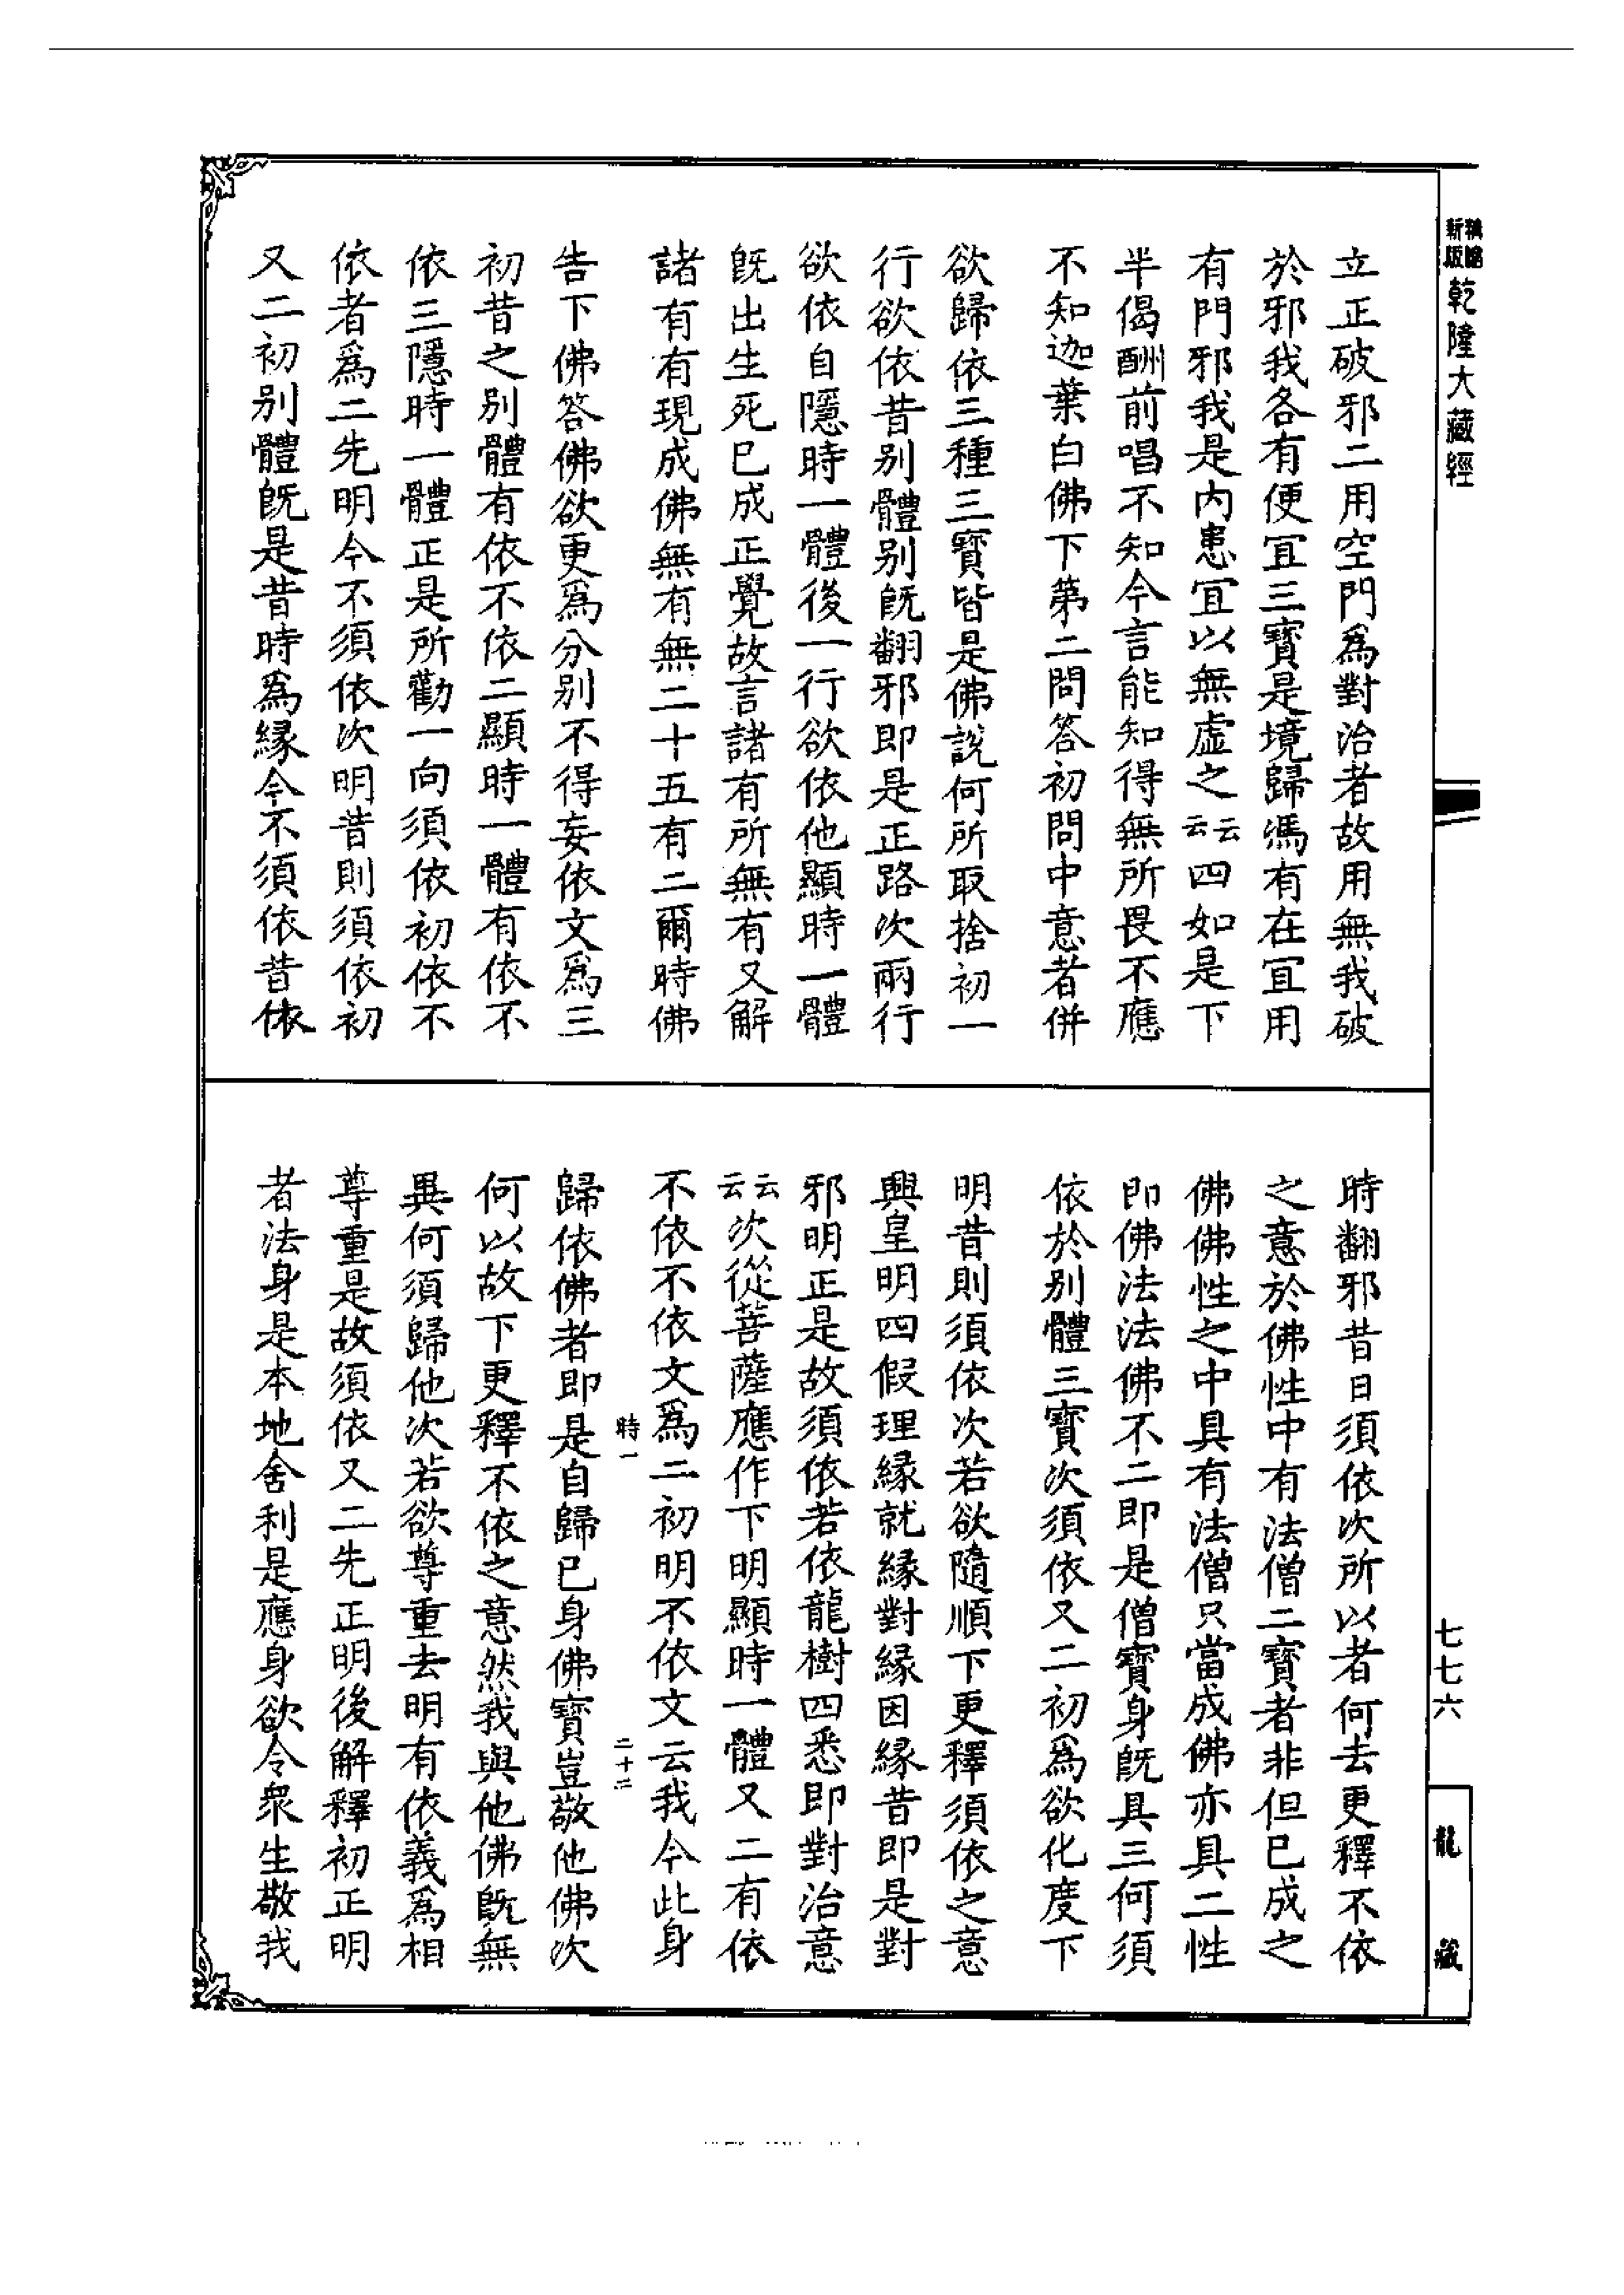 乾隆大藏經
立正破邪二用空門爲對治者故用無我破
於邪我各有便宜三寶是境歸馮有在宜用
有門邪我是內患宜以無虛之云云四如是下
半偈酬前唱不知今言能知得無所畏不應
不知迦葉白佛下第二問答初問中意者併
欲歸依三種三寶皆是佛說何所取捨初一
行欲依昔別體別旣翻邪即是正路次兩行
欲依自隱時一體後一行欲依他顯時一體
旣出生死已成正覺故言諸有所無有又解
諸有有現成佛無有無二十五有二爾時佛
告下佛答佛欲更爲分別不得妄依文爲三
初昔之別體有依不依二顯時一體有依不
依三隱時一體正是所勸一向須依初依不
依者爲二先明今不須依次明昔則須依初
又二初別體旣是昔時爲緣今不須依昔依
時翻邪昔日須依次所以者何去更釋不依
之意於佛性中有法僧二寶者非但已成之
佛佛性之中具有法僧只當成佛亦具二性
即佛法法佛不二即是僧寶身旣具三何須
依於別體三寶次須依又二初爲欲化度下
明昔則須依次若欲隨順下更釋須依之意
興皇明四假理緣就緣對緣因緣昔即是對
邪明正是故須依若依龍樹四悉即對治意
云云次從菩薩應作下明顯時一體又二有依
不依不依文爲二初明不依文云我今此身
時一
二十二
歸依佛者即是自歸已身佛寶豈敬他佛次
何以故下更釋不依之意然我與他佛旣無
異何須歸他次若欲尊重去明有依義爲相
尊重是故須依又二先正明後解釋初正明
者法身是本地舍利是應身欲令衆生敬我
七七六
龍藏